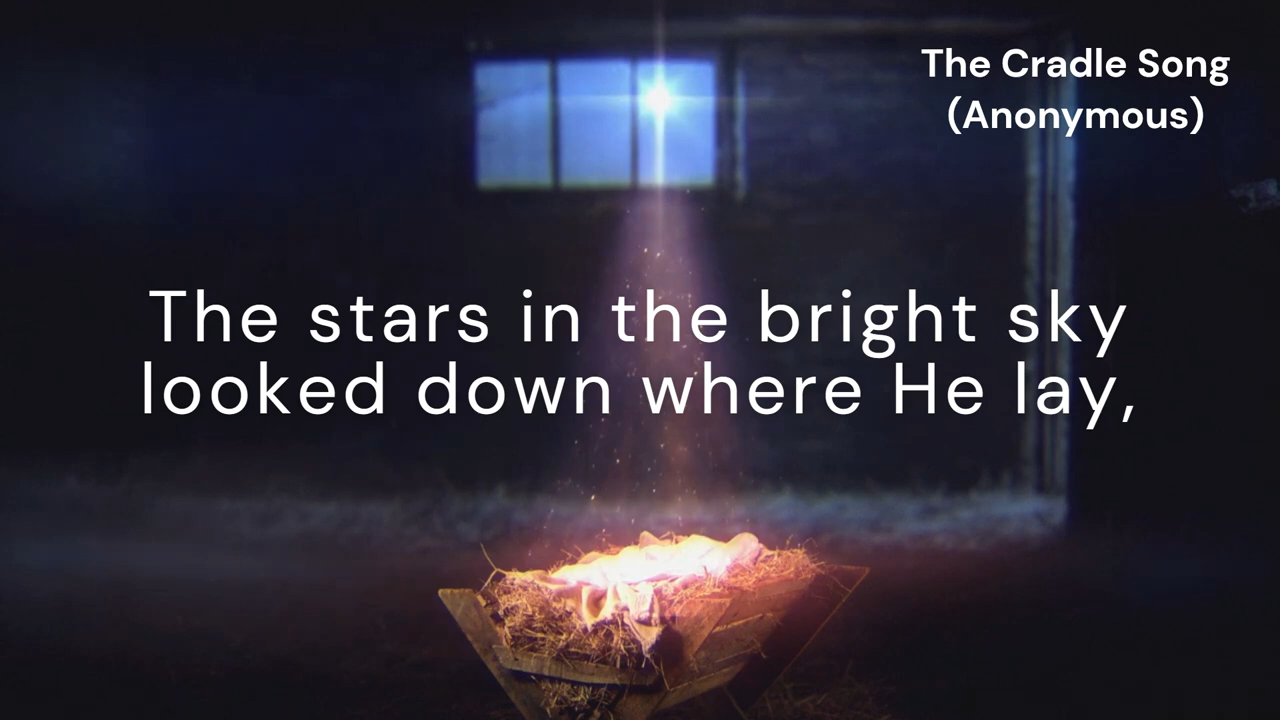 The Cradle Song
(Anonymous)
The stars in the bright sky
looked down where He lay,